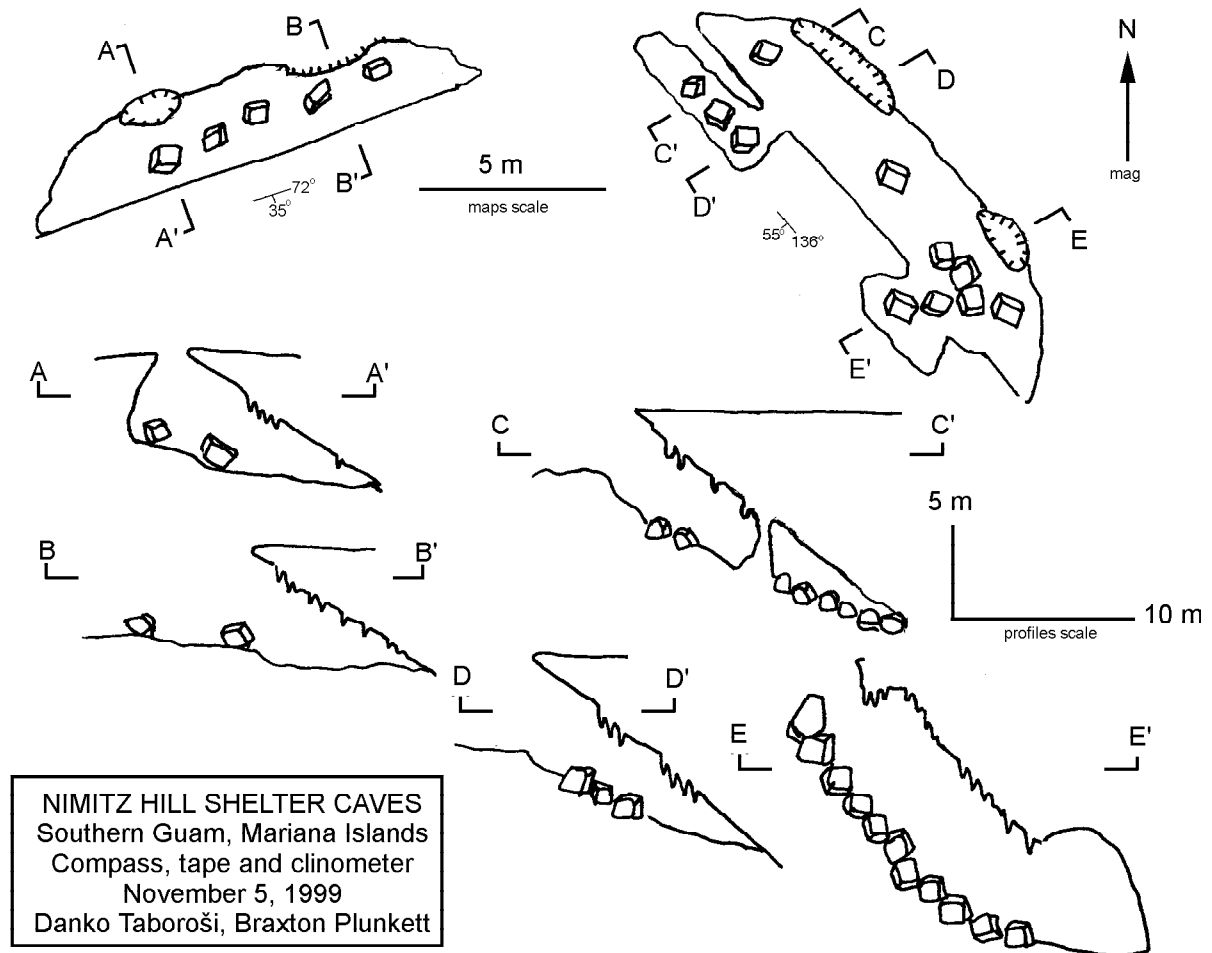 A
B
C
D
N
5 m
maps scale
72°
35°
A'
B'
C'
D'
55° 136°
E
E'
mag
A
A'
C
C'
B
B'
5 m
10 m
profiles scale
D
D'
E
E'
NIMITZ HILL SHELTER CAVES
Southern Guam, Mariana Islands
Compass, tape and clinometer
November 5, 1999
Danko Taboroši, Braxton Plunkett